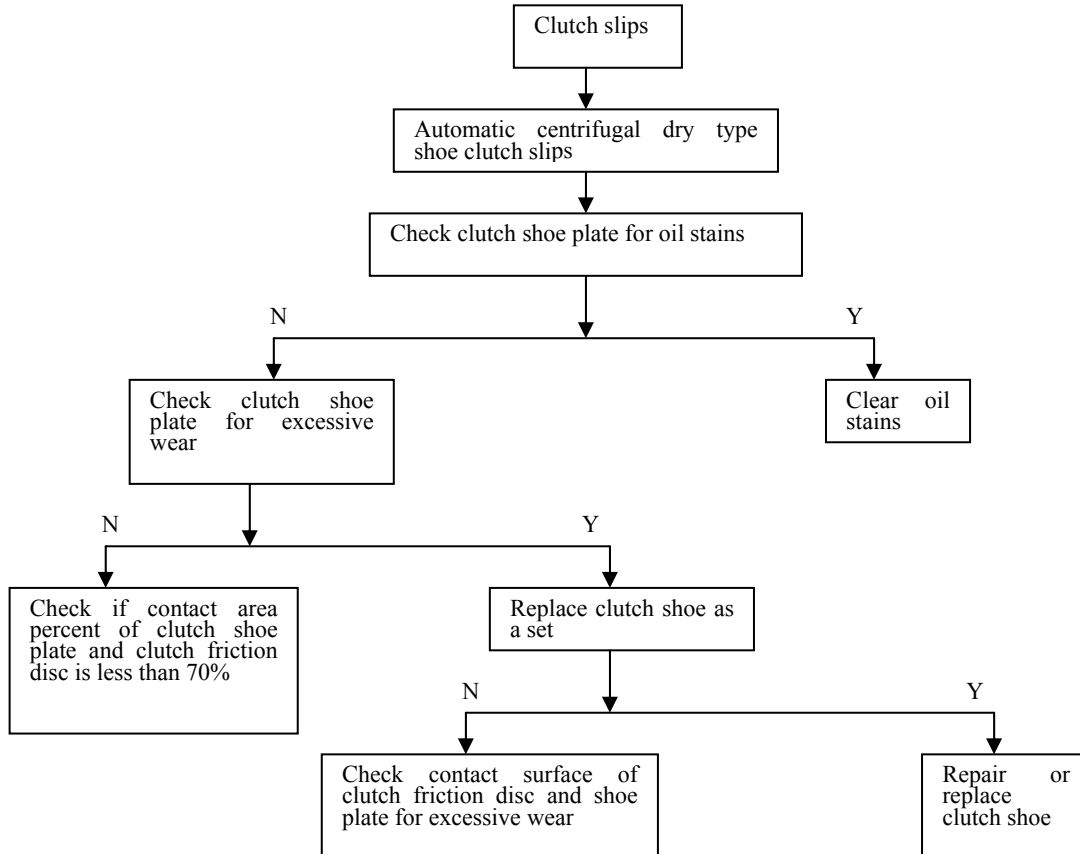 Clutch slips
Automatic centrifugal dry type
shoe clutch slips
Check clutch shoe plate for oil stains
N
Y
Check clutch shoe
plate for excessive
wear
Clear oil
stains
N
Y
Check if contact area
percent of clutch shoe
plate and clutch friction
disc is less than 70%
Replace clutch shoe as
a set
N
Y
Check contact surface of
clutch friction disc and shoe
plate for excessive wear
Repair or
replace
clutch shoe